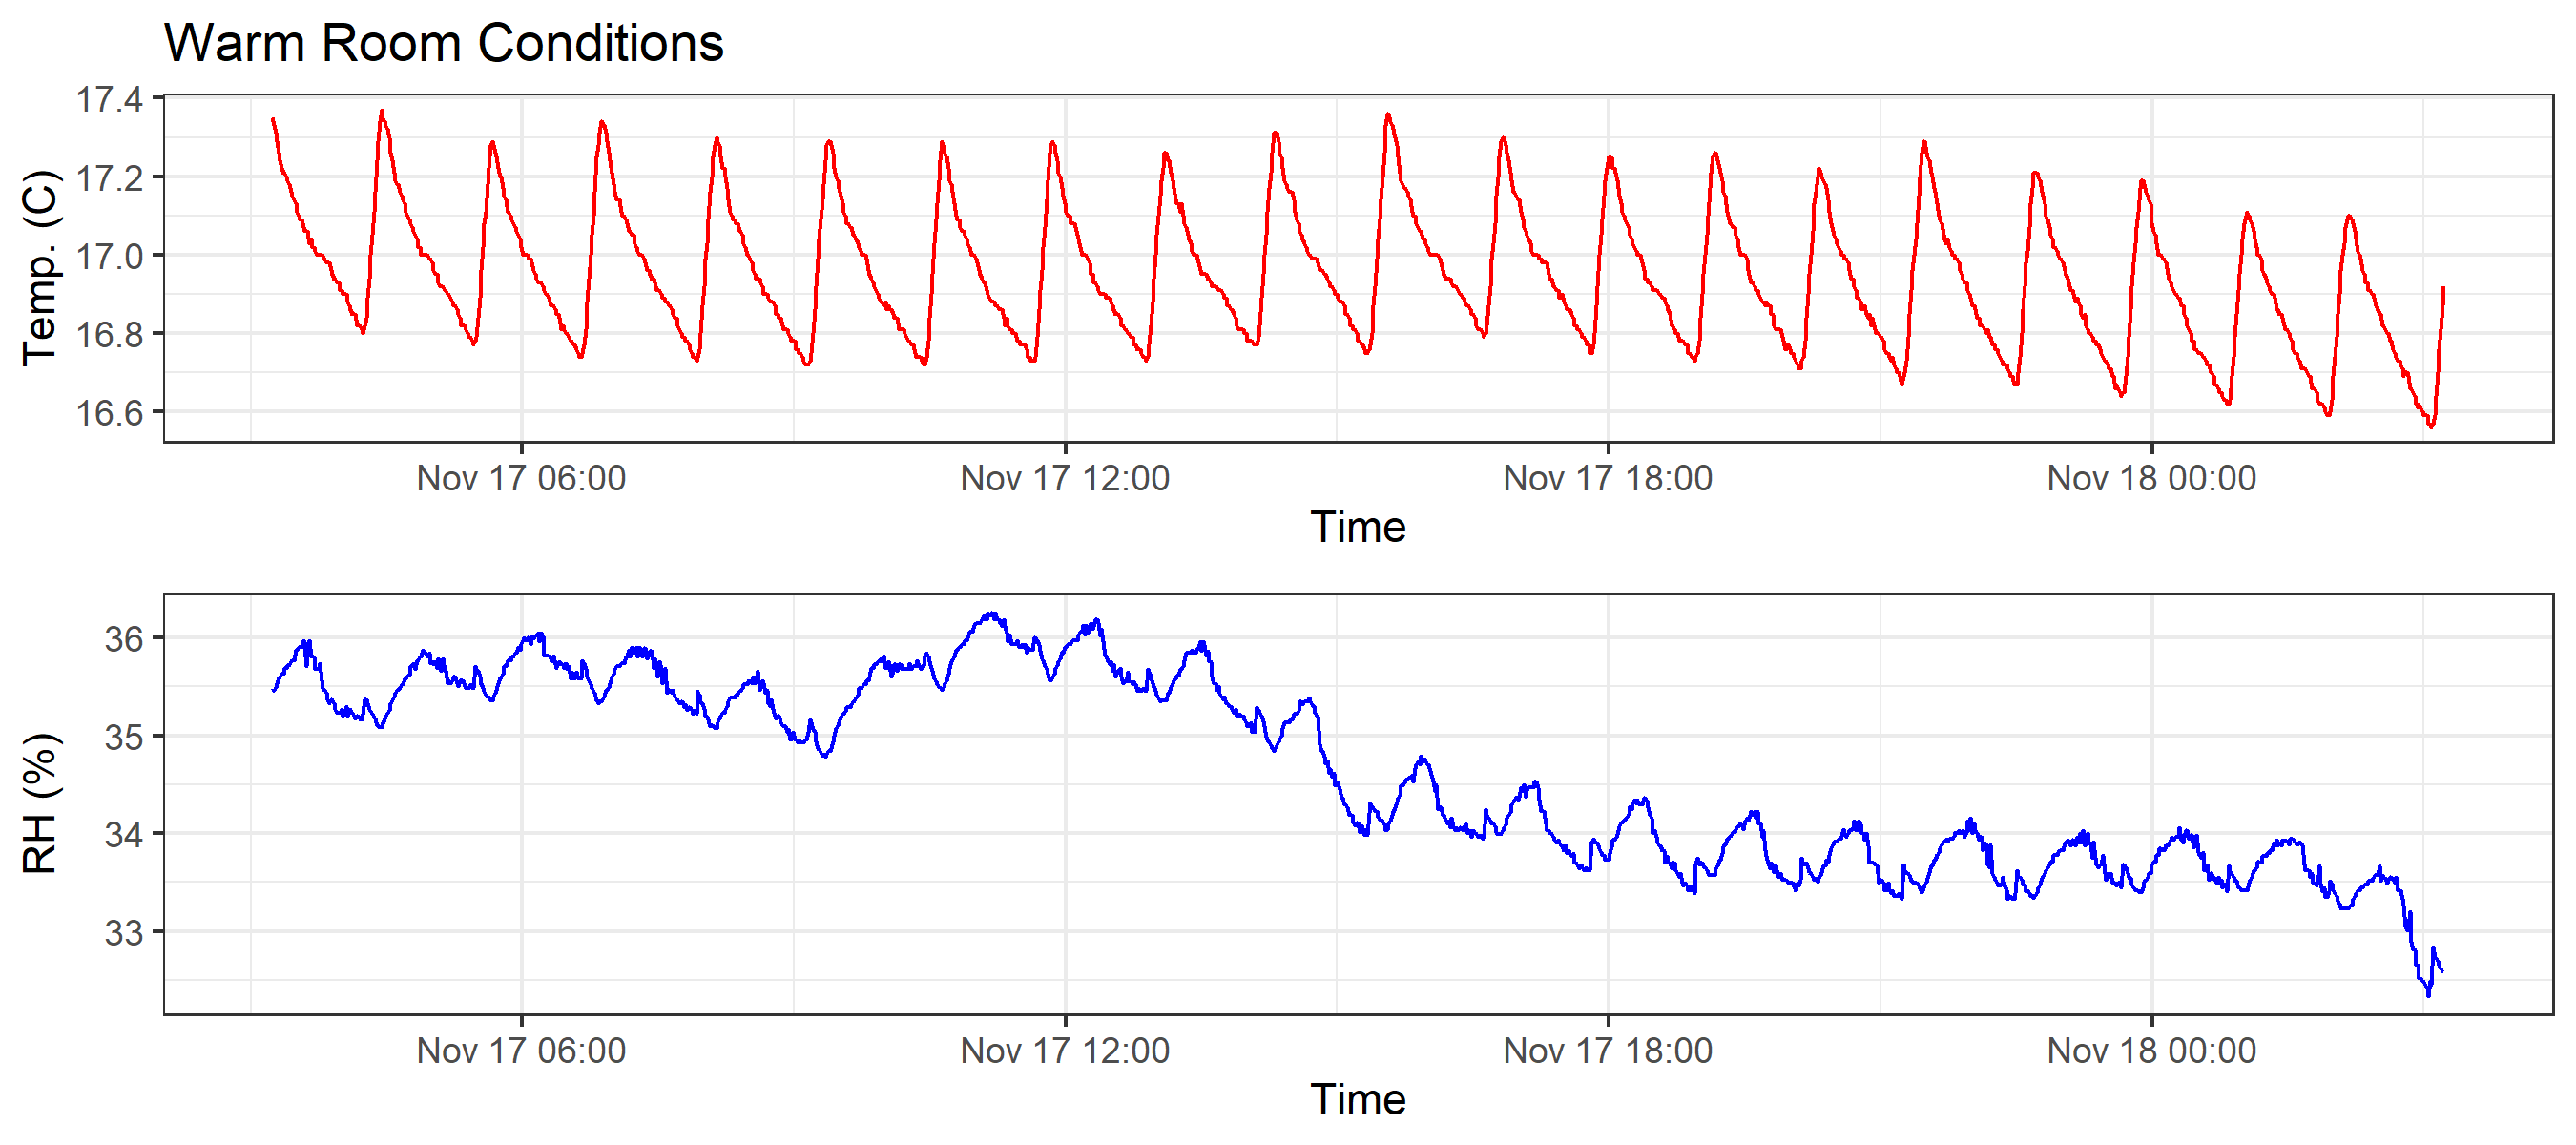 Warm Room Conditions
Temp. (C)
17.4
17.2
17.0
16.8
16.6
Nov 17 06:00 Nov 17 12:00 Nov 17 18:00 Nov 18 00:00
Time
RH (%)
36
35
34
33
Nov 17 06:00 Nov 17 12:00 Nov 17 18:00 Nov 18 00:00
Time